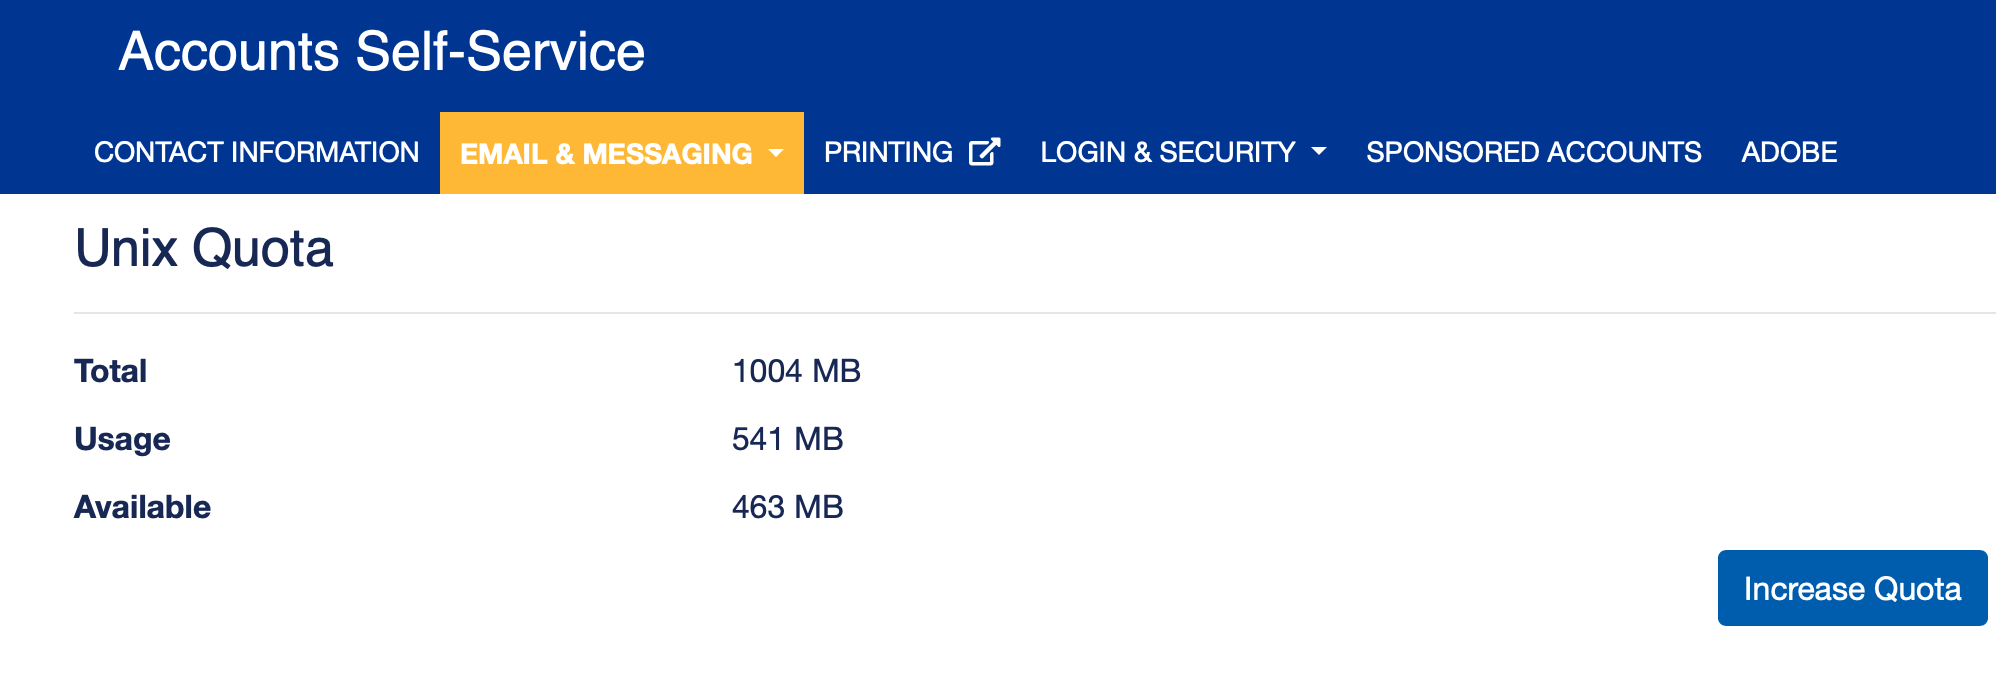 Accounts Self-Service
CONTACT INFORMATION EMAIL & MESSAGING PRINTING LOGIN & SECURITY SPONSORED ACCOUNTS ADOBE
Unix Quota
Total 1004 MB
Usage 541 MB
Available 463 MB
Increase Quota